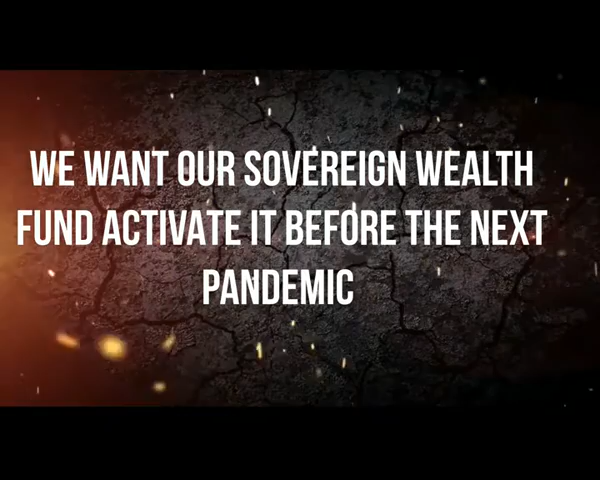 WE WANT OUR SOVEREIGN WEALTH
FUND ACTIVATE IT BEFORE THE NEXT
PANDEMIC